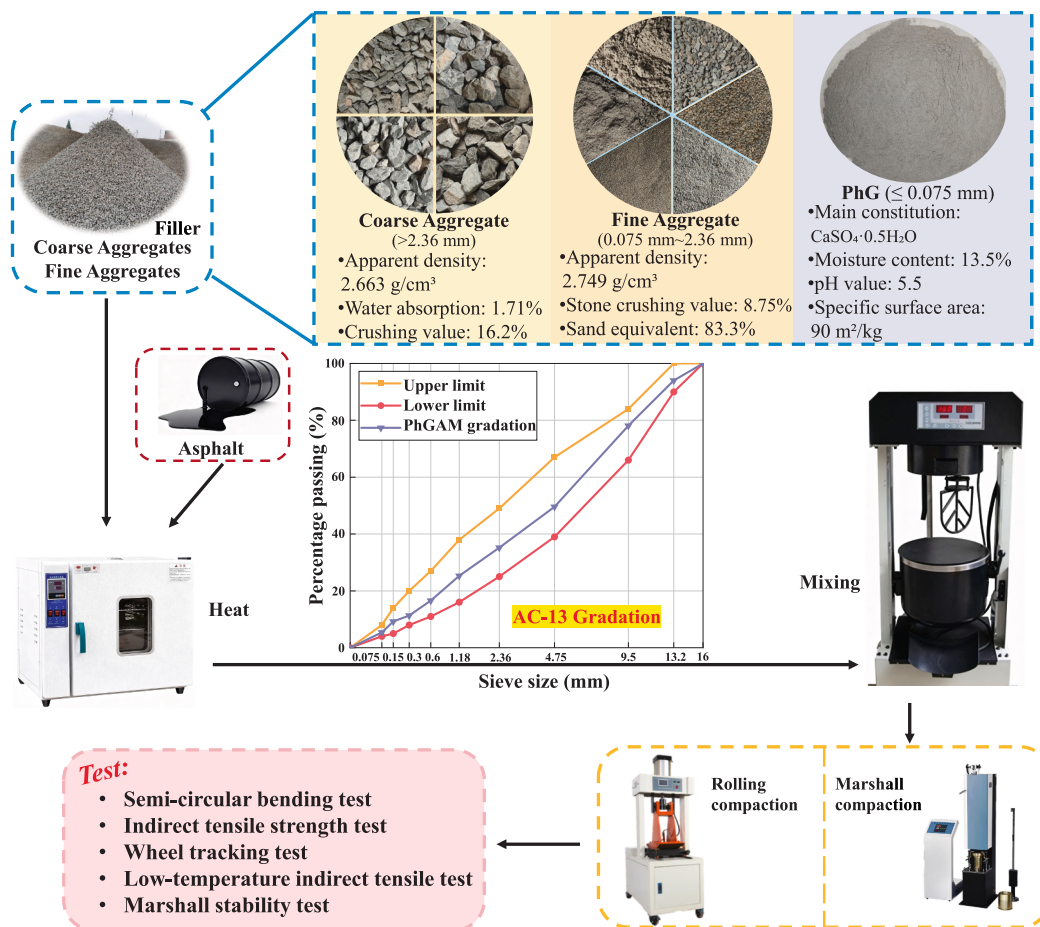 Filler
Coarse Aggregates
Fine Aggregates
Coarse Aggregate
(>2.36 mm)
•Apparent density:
2.663 g/cm³
•Water absorption: 1.71%
•Crushing value: 16.2%
Fine Aggregate
(0.075 mm~2.36 mm)
•Apparent density:
2.749 g/cm³
•Stone crushing value: 8.75%
•Sand equivalent: 83.3%
PhG (≤ 0.075 mm)
•Main constitution:
CaSO₄·0.5H₂O
•Moisture content: 13.5%
•pH value: 5.5
•Specific surface area:
90 m²/kg
Asphalt
Heat
Percentage passing (%)
100
80
60
40
20
0
Upper limit
Lower limit
PhGAM gradation
AC-13 Gradation
0.075 0.15 0.3 0.6 1.18 2.36 4.75 9.5 13.2 16
Sieve size (mm)
Mixing
Rolling
compaction
Marshall
compaction
Test:
• Semi-circular bending test
• Indirect tensile strength test
• Wheel tracking test
• Low-temperature indirect tensile test
• Marshall stability test